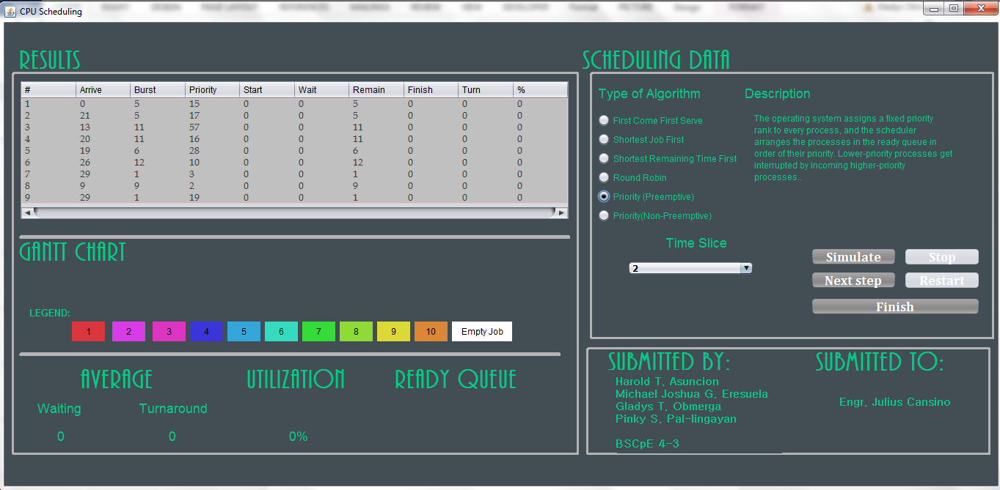 CPU Scheduling
RESULTS
# Arrive Burst Priority Start Wait Remain Finish Turn %
1 0 5 15 0 0 5 0 0 0
2 21 5 17 0 0 5 0 0 0
3 13 11 57 0 0 11 0 0 0
4 20 11 16 0 0 11 0 0 0
5 19 6 28 0 0 6 0 0 0
6 26 12 10 0 0 12 0 0 0
7 29 1 3 0 0 1 0 0 0
8 9 9 2 0 0 9 0 0 0
9 29 1 19 0 0 1 0 0 0
GANTT CHART
LEGEND:
1 2 3 4 5 6 7 8 9 10 Empty Job
AVERAGE UTILIZATION READY QUEUE
Waiting Turnaround
0 0 0%
SCHEDULING DATA
Type of Algorithm
First Come First Serve
Shortest Job First
Shortest Remaining Time First
Round Robin
Priority (Preemptive)
Priority(Non-Preemptive)
Description
The operating system assigns a fixed priority
rank to every process, and the scheduler
arranges the processes in the ready queue in
order of their priority. Lower-priority processes get
interrupted by incoming higher-priority
processes..
Time Slice
2
Simulate Stop
Next step Restart
Finish
SUBMITTED BY:
Harold T. Asuncion
Michael Joshua G. Eresuela
Gladys T. Obmerga
Pinky S. Pal-lingayan
BSCpE 4-3
SUBMITTED TO:
Engr. Julius Cansino